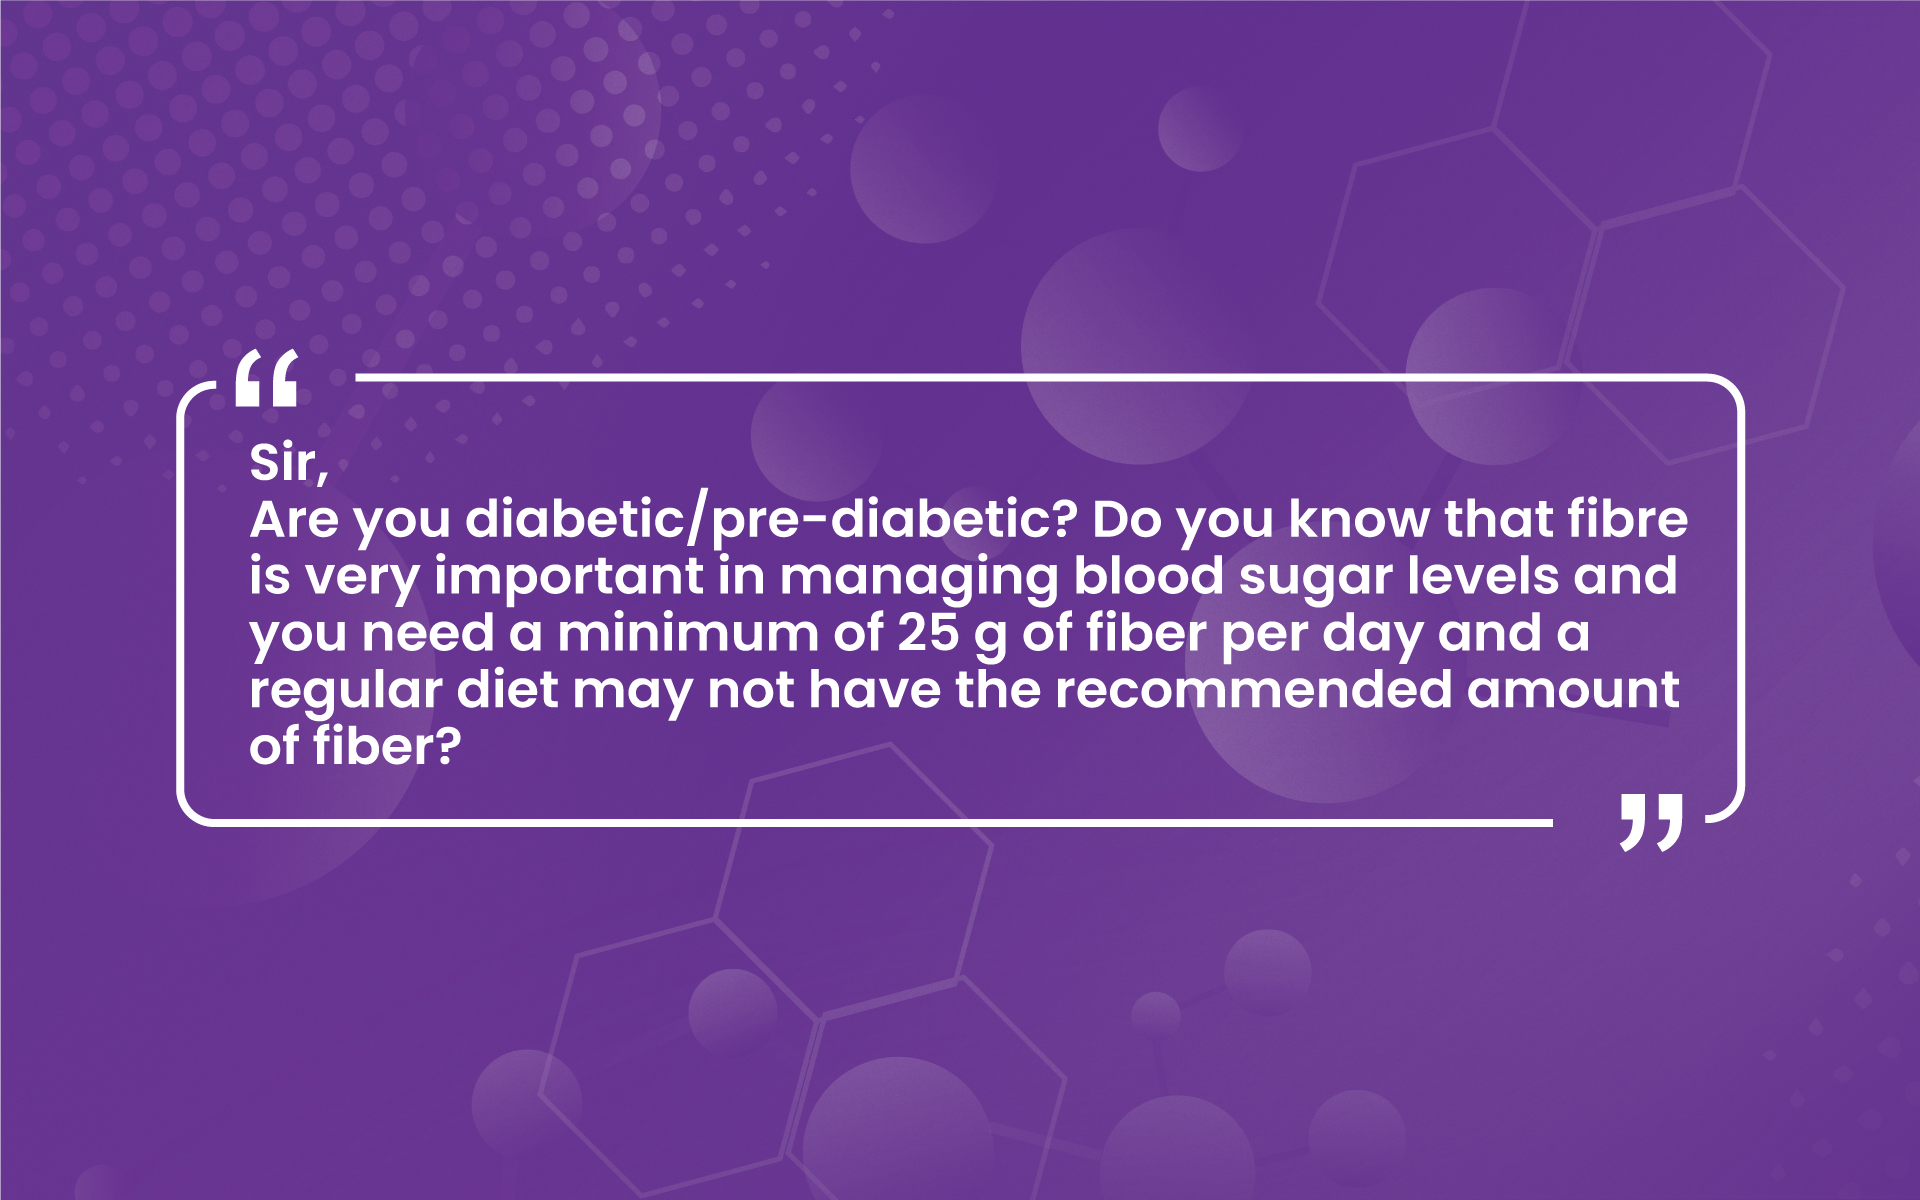 “
Sir,
Are you diabetic/pre-diabetic? Do you know that fibre
is very important in managing blood sugar levels and
you need a minimum of 25 g of fiber per day and a
regular diet may not have the recommended amount
of fiber?
”